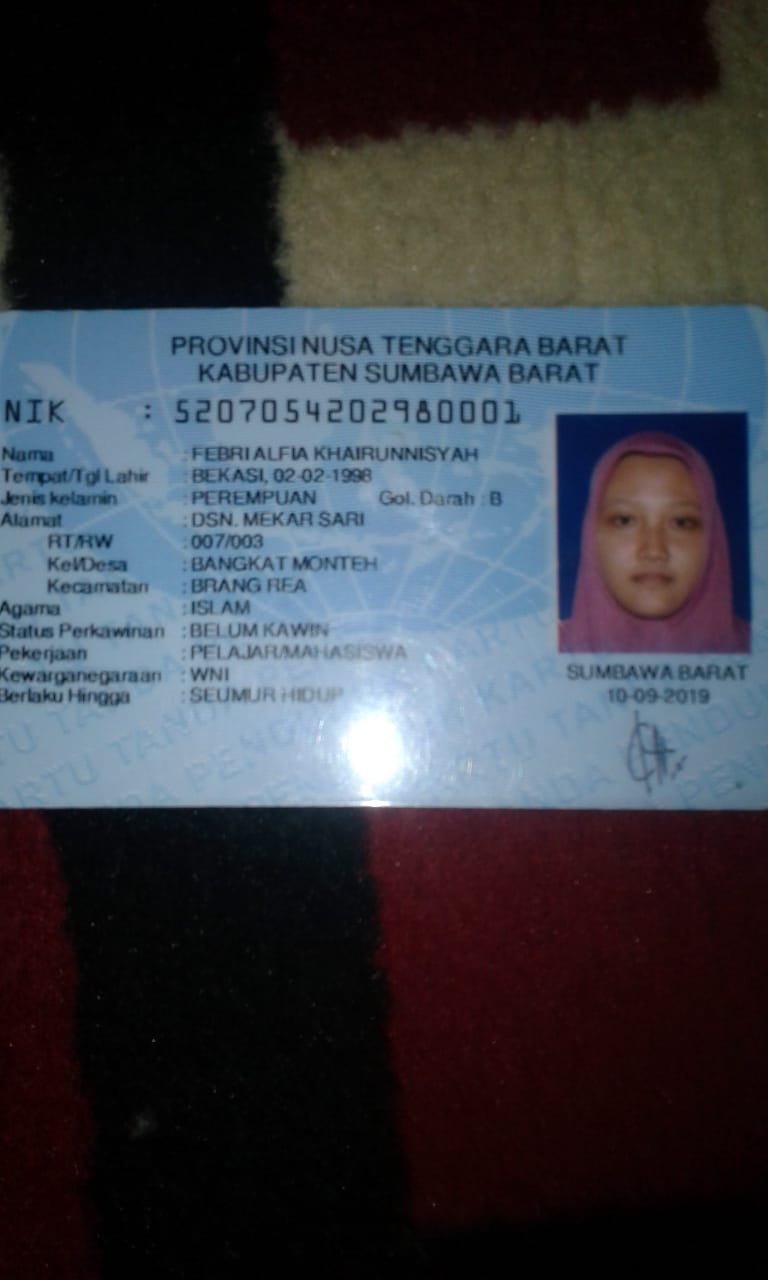 PROVINSI NUSA TENGGARA BARAT
KABUPATEN SUMBAWA BARAT
NIK : 5207054202980001
Nama : FEBRI ALFIA KHAIRUNNISYAH
Tempat/Tgl Lahir : BEKASI, 02-02-1998
Jenis kelamin : PEREMPUAN Gol. Darah : B
Alamat : DSN. MEKAR SARI
RT/RW : 007/003
Kel/Desa : BANGKAT MONTEH
Kecamatan : BRANG REA
Agama : ISLAM
Status Perkawinan : BELUM KAWIN
Pekerjaan : PELAJAR/MAHASISWA
Kewarganegaraan : WNI
Berlaku Hingga : SEUMUR HIDUP
SUMBAWA BARAT
10-09-2019